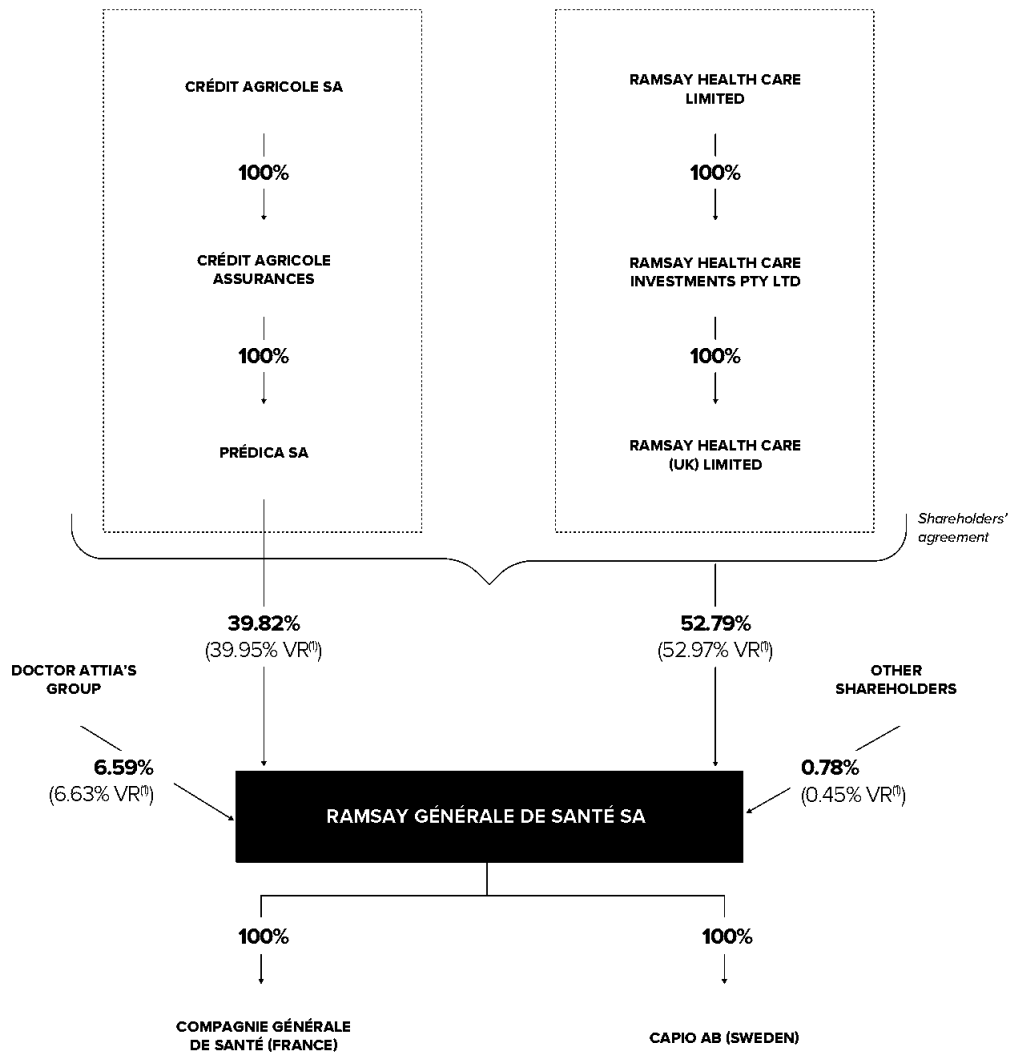 CRÉDIT AGRICOLE SA
100%
CRÉDIT AGRICOLE
ASSURANCES
100%
PRÉDICA SA
RAMSAY HEALTH CARE
LIMITED
100%
RAMSAY HEALTH CARE
INVESTMENTS PTY LTD
100%
RAMSAY HEALTH CARE
(UK) LIMITED
Shareholders'
agreement
39.82%
(39.95% VR⁽¹⁾)
52.79%
(52.97% VR⁽¹⁾)
DOCTOR ATTIA'S
GROUP
6.59%
(6.63% VR⁽¹⁾)
OTHER
SHAREHOLDERS
0.78%
(0.45% VR⁽¹⁾)
RAMSAY GÉNÉRALE DE SANTÉ SA
100%
COMPAGNIE GÉNÉRALE
DE SANTÉ (FRANCE)
100%
CAPIO AB (SWEDEN)